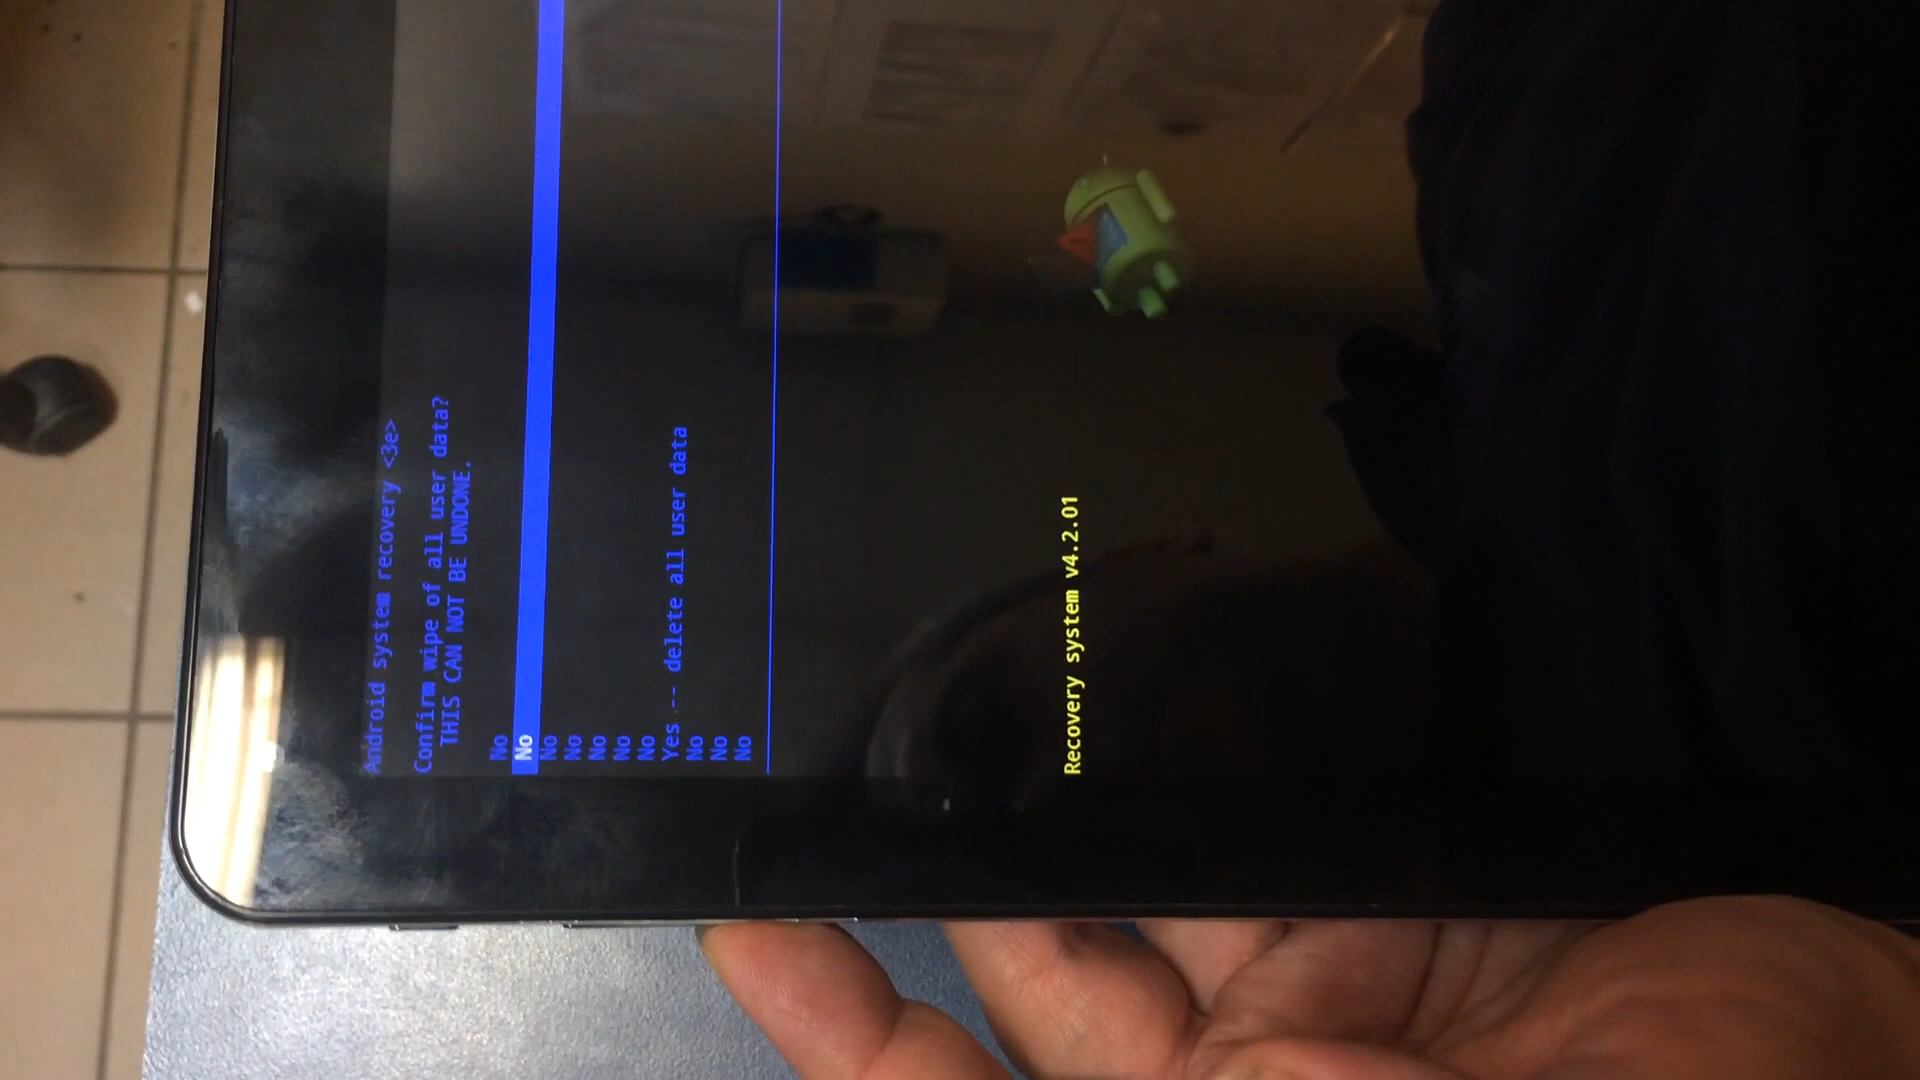 Android system recovery <3e>
Confirm wipe of all user data?
THIS CAN NOT BE UNDONE.
No
No
No
No
No
No
No
Yes -- delete all user data
No
No
No
Recovery system v4.2.01